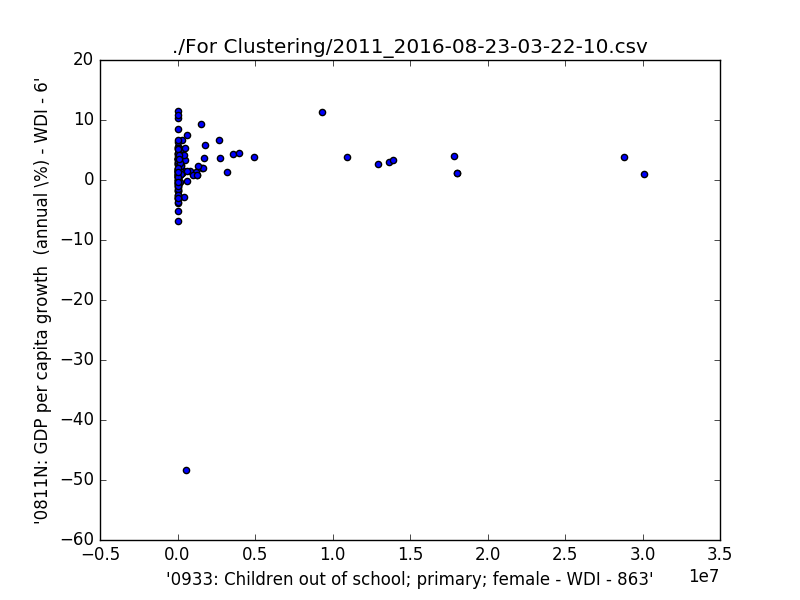 ./For Clustering/2011_2016-08-23-03-22-10.csv
20
10
0
−10
−20
−30
−40
−50
−60
'0811N: GDP per capita growth  (annual \%) - WDI - 6'
−0.5 0.0 0.5 1.0 1.5 2.0 2.5 3.0 3.5
1e7
'0933: Children out of school; primary; female - WDI - 863'